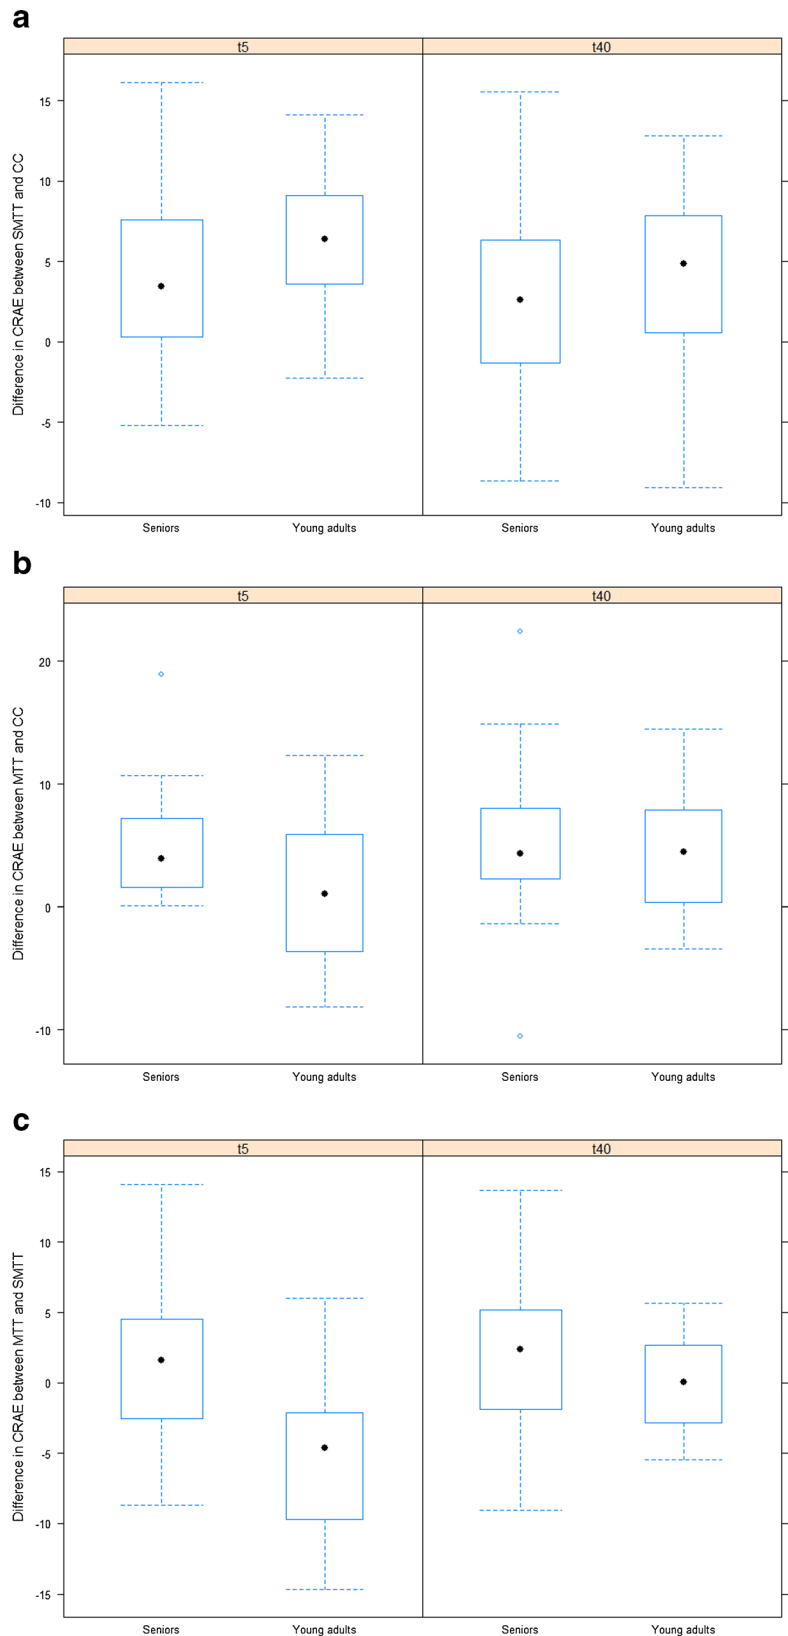 a
t5 t40
Difference in CRAE between SMTT and CC
15
10
5
0
-5
-10
Seniors Young adults Seniors Young adults
b
t5 t40
Difference in CRAE between MTT and CC
20
10
0
-10
Seniors Young adults Seniors Young adults
c
t5 t40
Difference in CRAE between MTT and SMTT
15
10
5
0
-5
-10
-15
Seniors Young adults Seniors Young adults